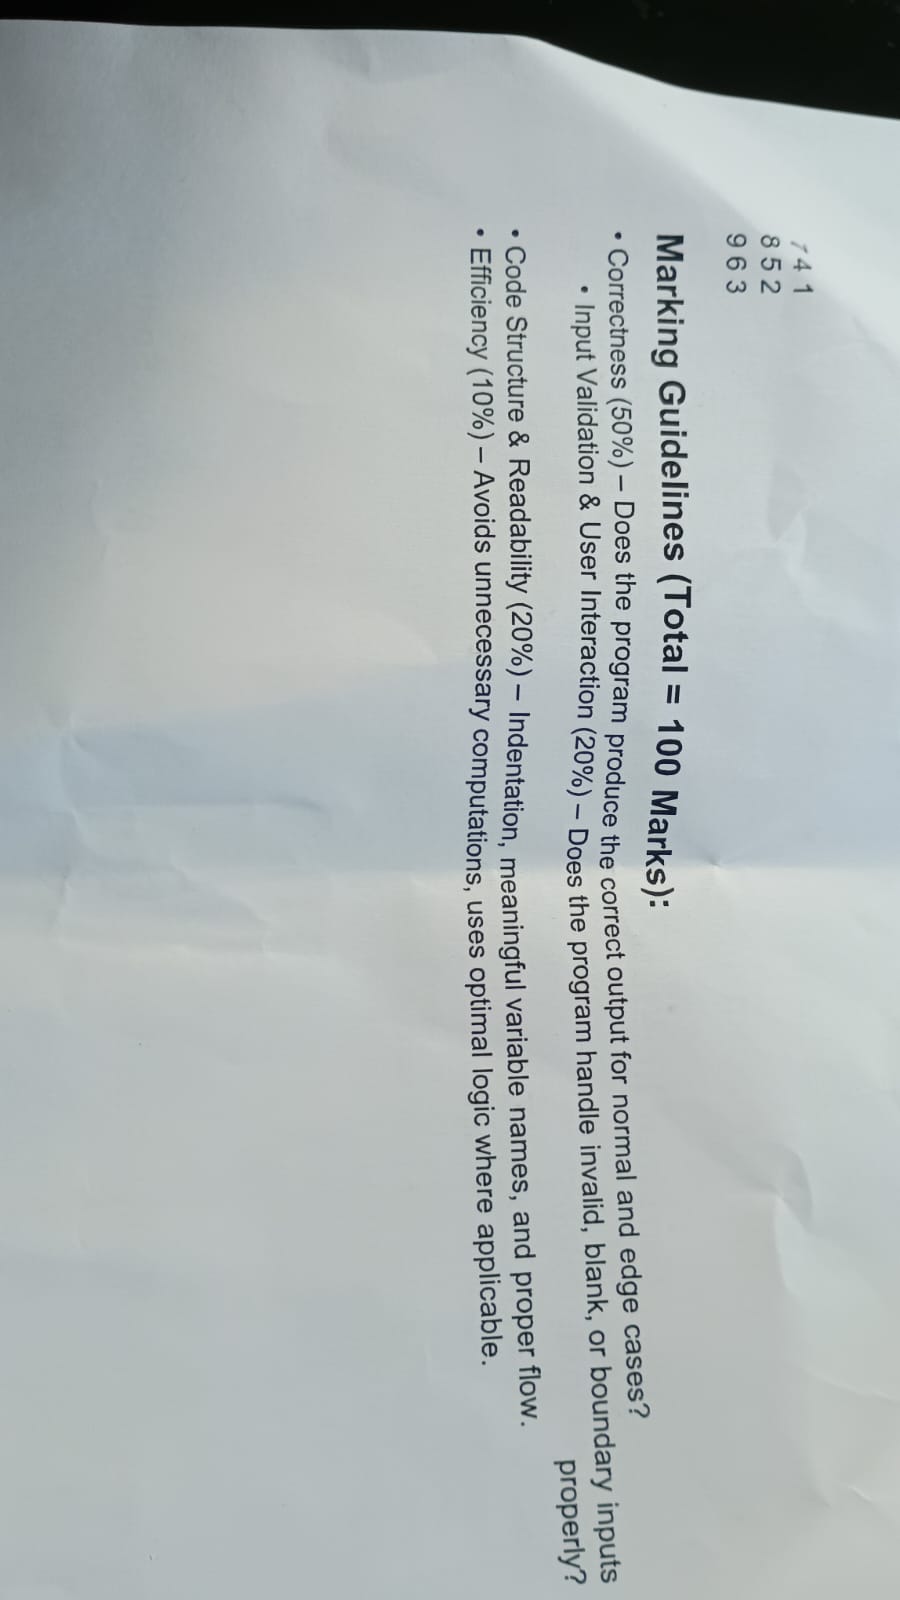 7 4 1
8 5 2
9 6 3
Marking Guidelines (Total = 100 Marks):
• Correctness (50%) – Does the program produce the correct output for normal and edge cases?
• Input Validation & User Interaction (20%) – Does the program handle invalid, blank, or boundary inputs
properly?
• Code Structure & Readability (20%) – Indentation, meaningful variable names, and proper flow.
• Efficiency (10%) – Avoids unnecessary computations, uses optimal logic where applicable.